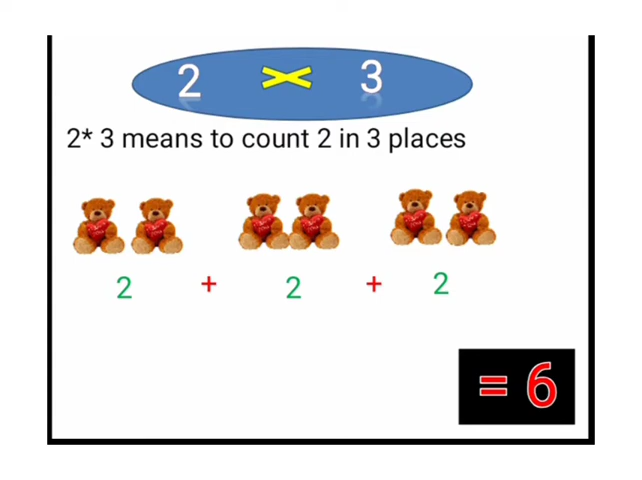 2 × 3
2* 3 means to count 2 in 3 places
2 + 2 + 2
= 6